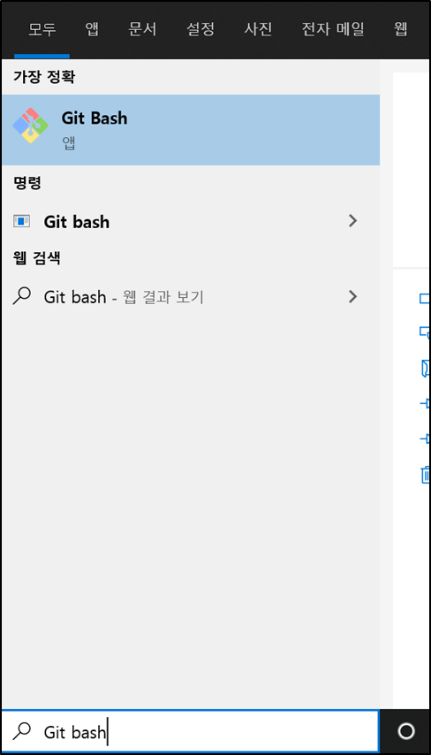 모두 앱 문서 설정 사진 전자 메일 웹
가장 정확
Git Bash
앱
명령
Git bash
웹 검색
Git bash - 웹 결과 보기
Git bash